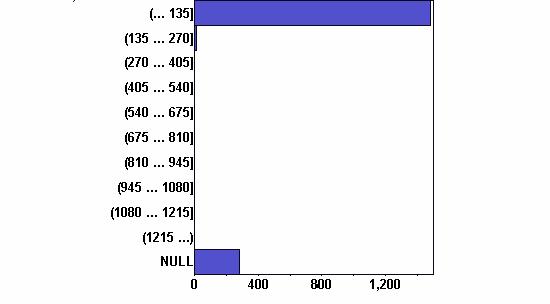 (... 135]
(135 ... 270]
(270 ... 405]
(405 ... 540]
(540 ... 675]
(675 ... 810]
(810 ... 945]
(945 ... 1080]
(1080 ... 1215]
(1215 ...)
NULL
0 400 800 1,200